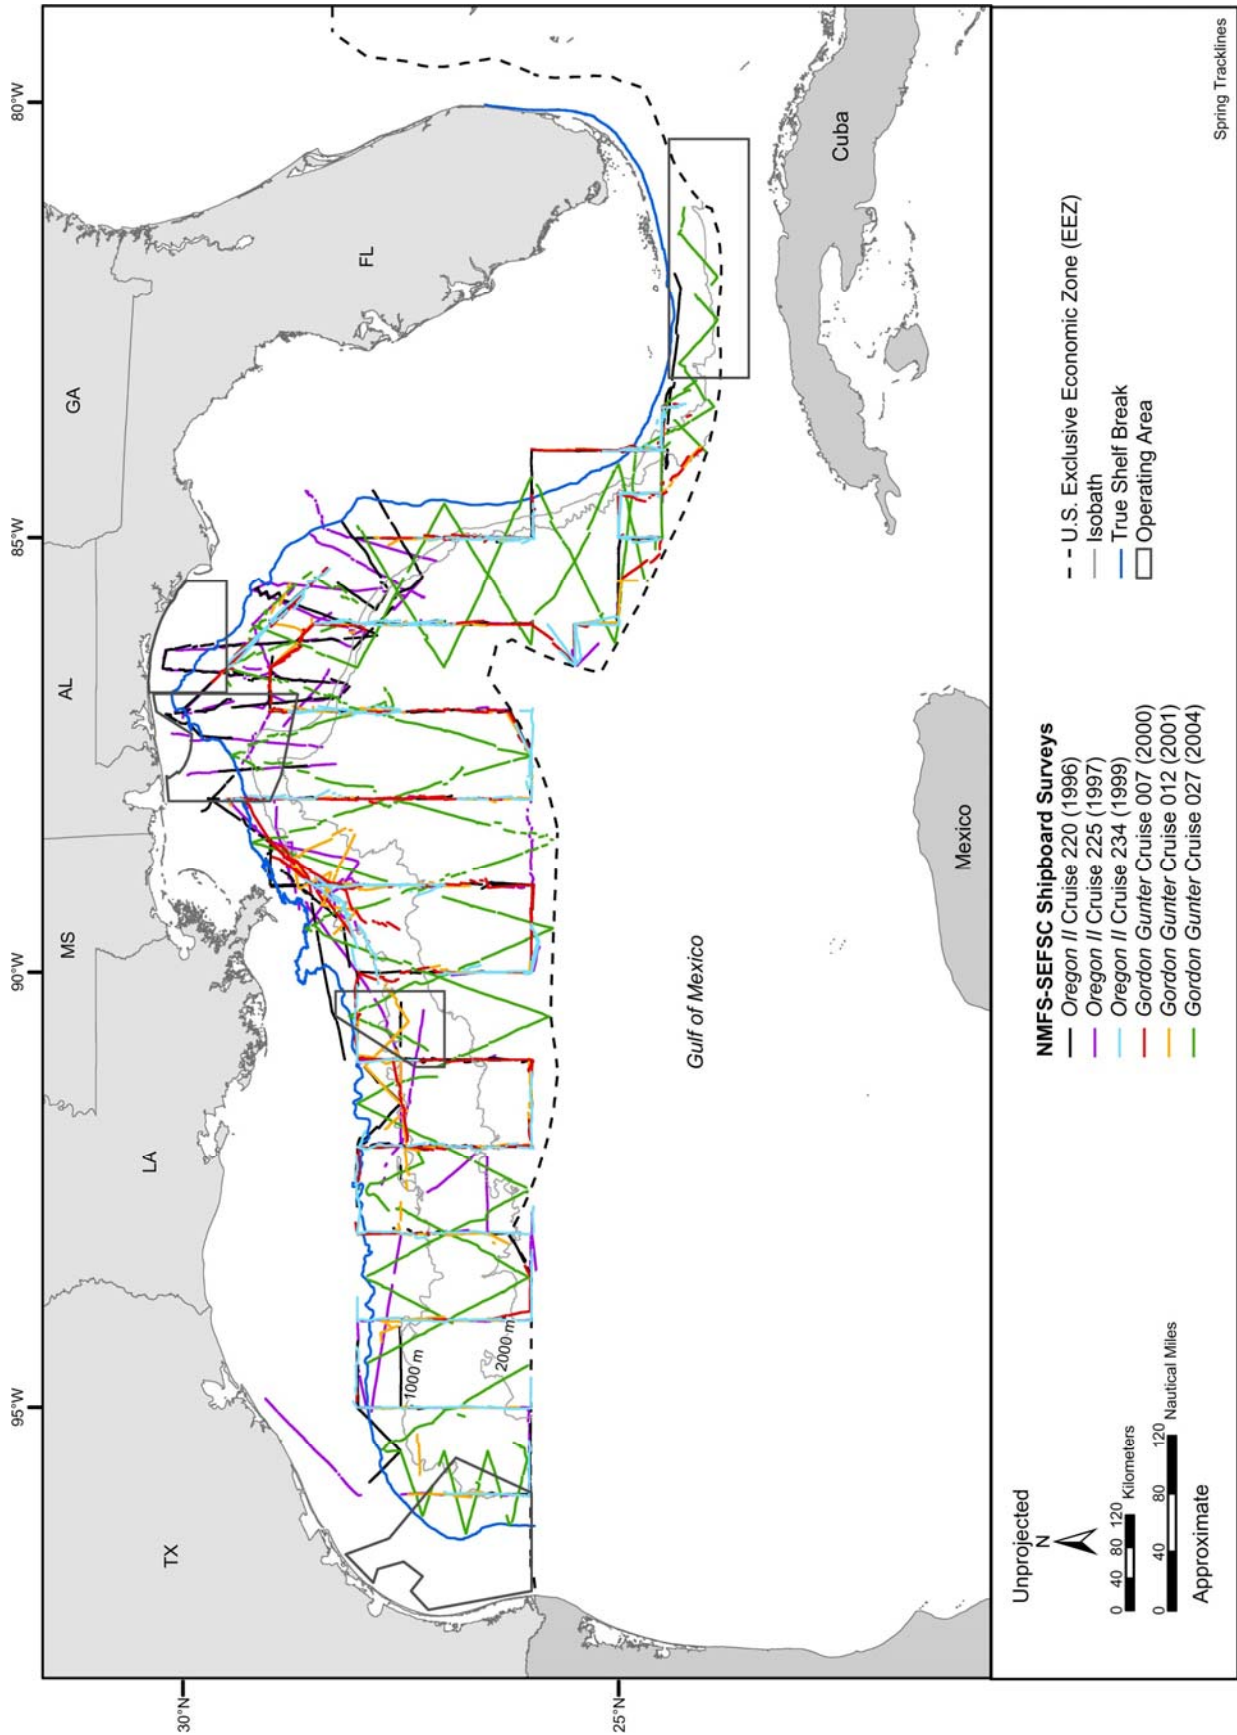 95°W
90°W
85°W
80°W
30°N
25°N
TX
LA
MS
AL
GA
FL
1000 m
2000 m
Gulf of Mexico
Mexico
Cuba
Unprojected
N
0 40 80 120
Kilometers
0 40 80 120
Nautical Miles
Approximate
NMFS-SEFSC Shipboard Surveys
Oregon II Cruise 220 (1996)
Oregon II Cruise 225 (1997)
Oregon II Cruise 234 (1999)
Gordon Gunter Cruise 007 (2000)
Gordon Gunter Cruise 012 (2001)
Gordon Gunter Cruise 027 (2004)
U.S. Exclusive Economic Zone (EEZ)
Isobath
True Shelf Break
Operating Area
Spring Tracklines